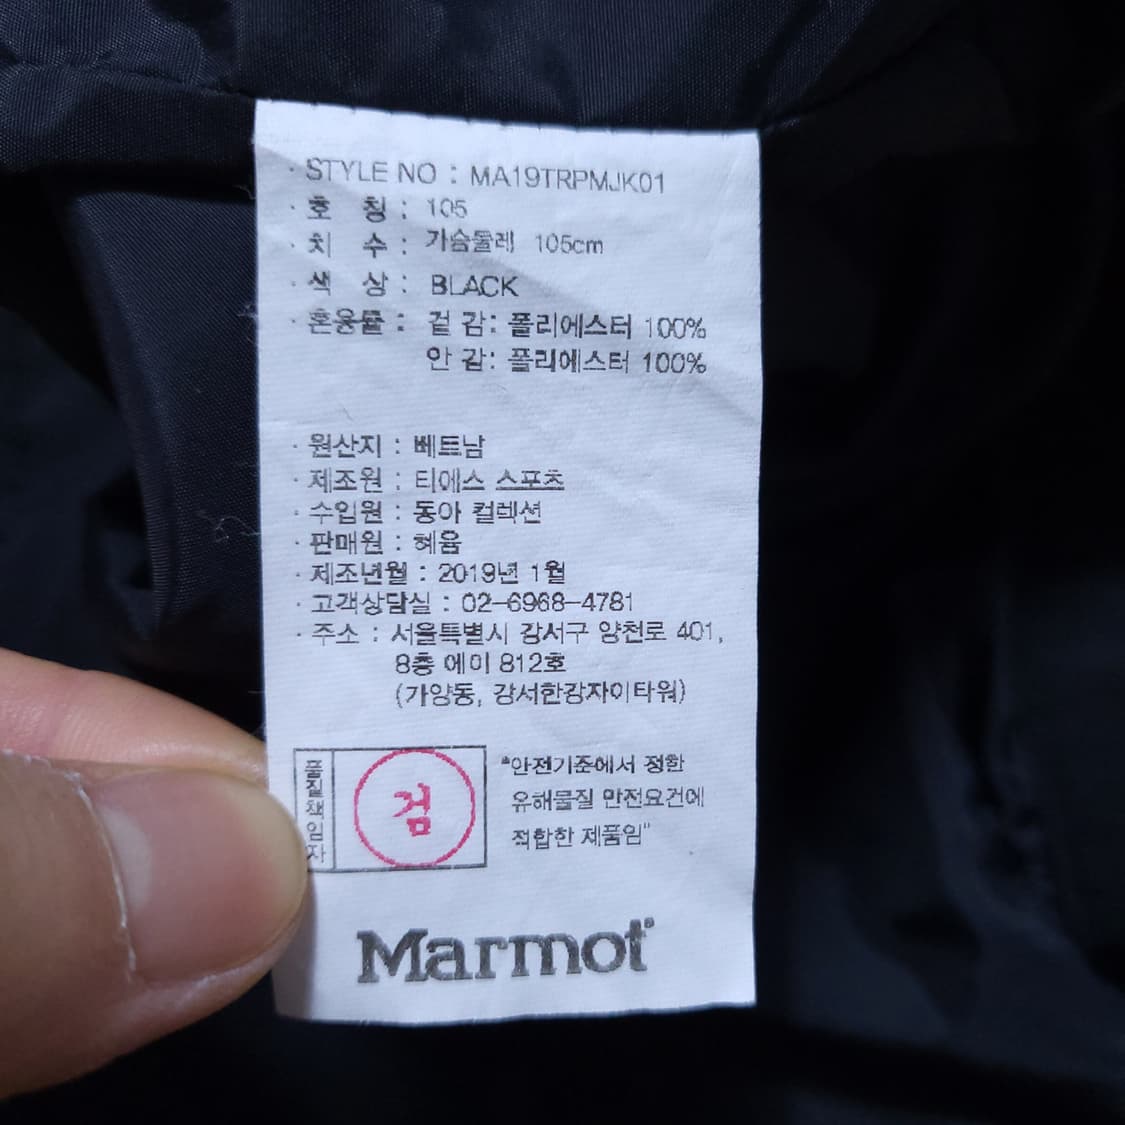 · STYLE NO : MA19TRPMJK01
· 호 칭 : 105
· 치 수 : 가슴둘레 105cm
· 색 상 : BLACK
· 혼용률 : 겉 감: 폴리에스터 100%
안 감: 폴리에스터 100%
· 원산지 : 베트남
· 제조원 : 티에스 스포츠
· 수입원 : 동아 컬렉션
· 판매원 : 혜윰
· 제조년월 : 2019년 1월
· 고객상담실 : 02-6968-4781
· 주소 : 서울특별시 강서구 양천로 401,
8층 에이 812호
(가양동, 강서한강자이타워)
품질책임자
검
"안전기준에서 정한
유해물질 안전요건에
적합한 제품임"
Marmot